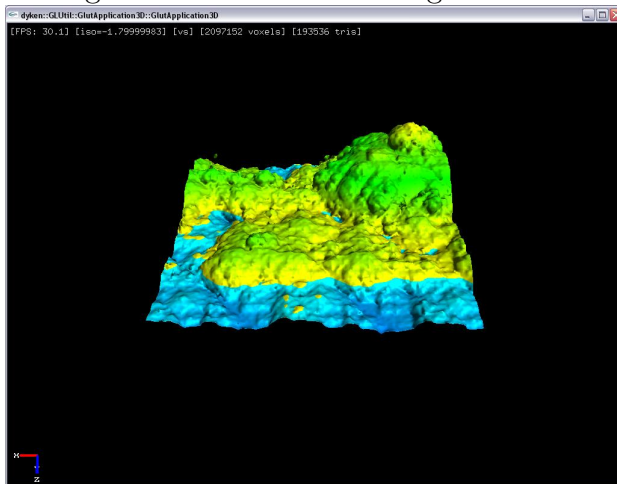 dyken::GLUtil::GlutApplication3D::GlutApplication3D
[FPS: 30.1] [iso=-1.79999983] [vs] [2097152 voxels] [193536 tris]
x
z